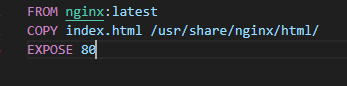 FROM nginx:latest
COPY index.html /usr/share/nginx/html/
EXPOSE 80